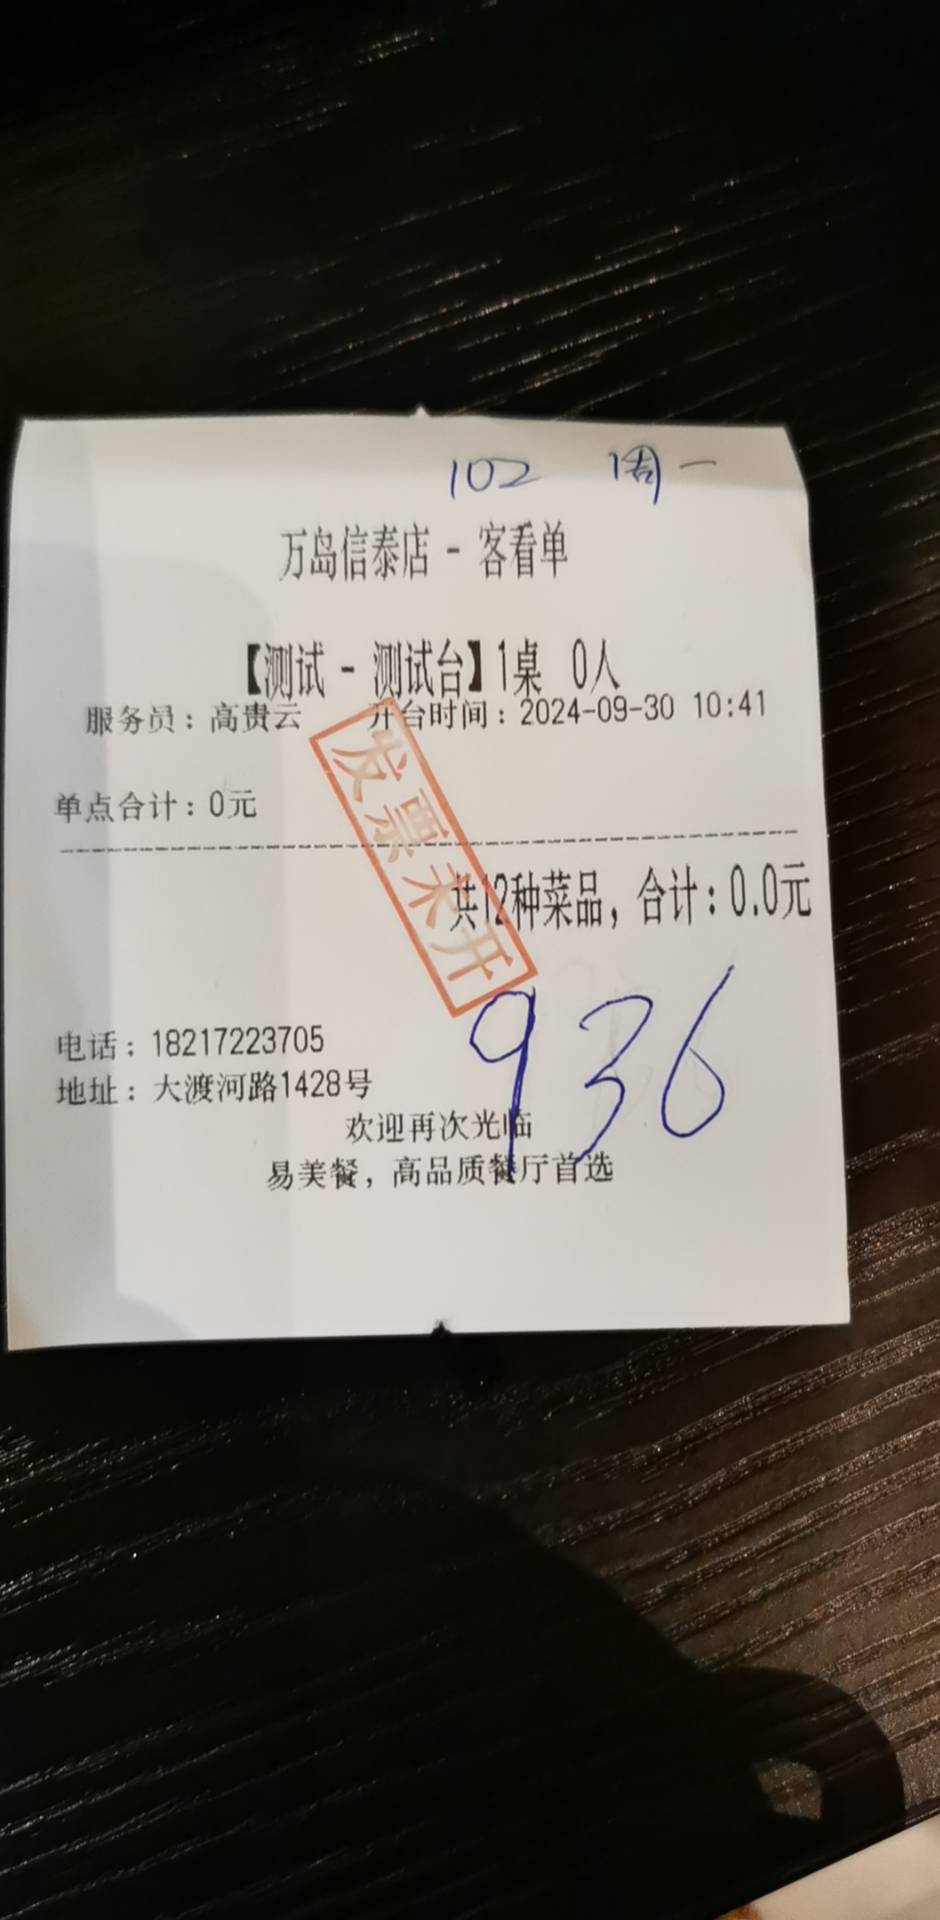 102 周一
万岛信泰店 - 客看单
【测试 - 测试台】1桌 0人
服务员：高贵云 开台时间：2024-09-30 10:41
单点合计：0元
发票未开
共12种菜品，合计：0.0元
936
电话：18217223705
地址：大渡河路1428号
欢迎再次光临
易美餐，高品质餐厅首选